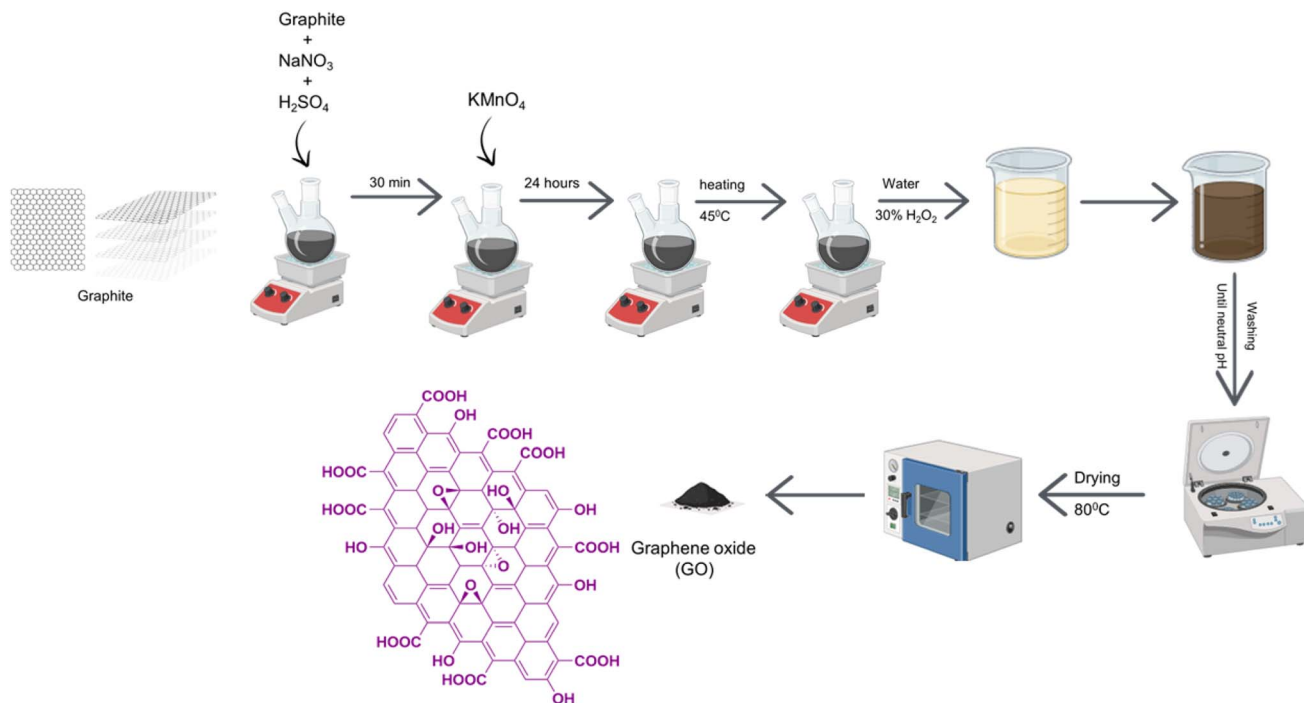 Graphite
+
NaNO₃
+
H₂SO₄
KMnO₄
Graphite
30 min
24 hours
heating
45⁰C
Water
30% H₂O₂
Washing
Until neutral pH
Drying
80⁰C
Graphene oxide
(GO)
COOH
OH
COOH
COOH
HOOC
O
HO
OH
HOOC
OH
OH
OH
HO
COOH
O
O
OH
HOOC
HO
COOH
HOOC
OH